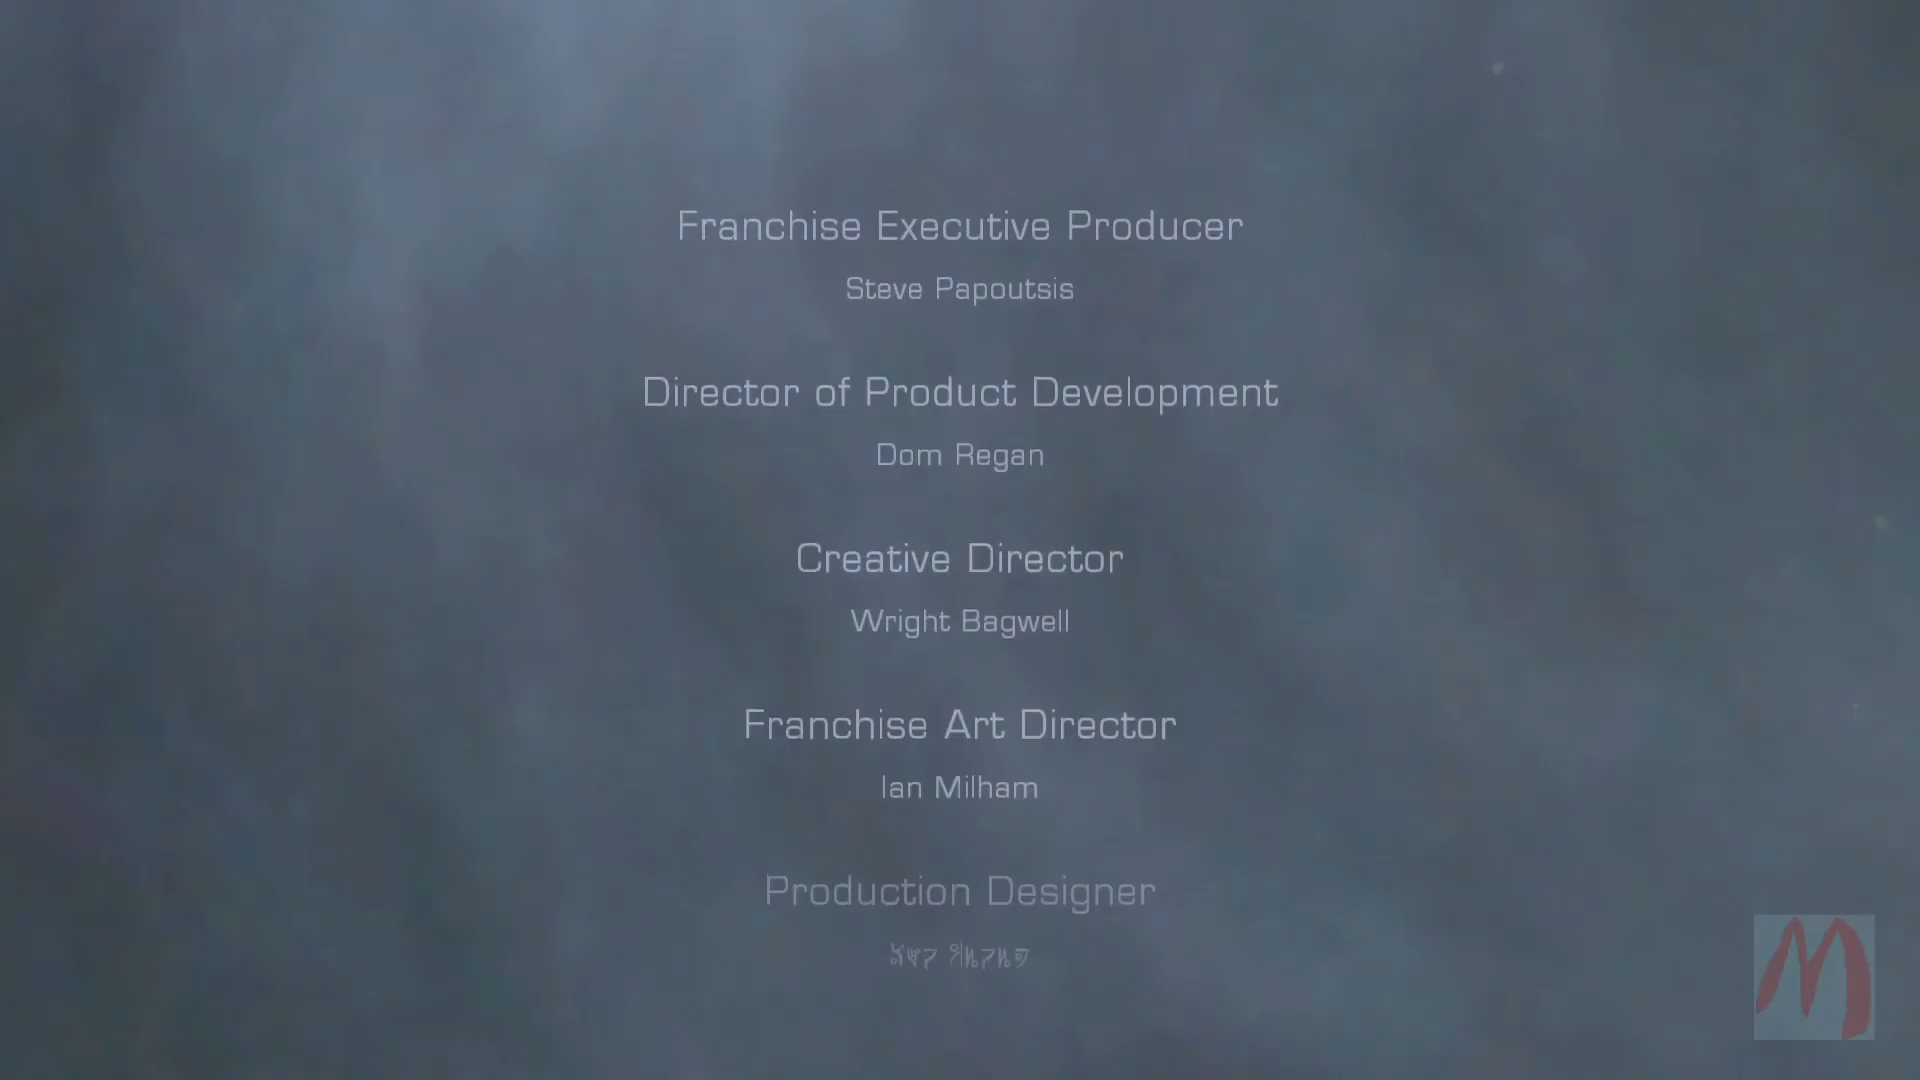 Franchise Executive Producer
Steve Papoutsis
Director of Product Development
Dom Regan
Creative Director
Wright Bagwell
Franchise Art Director
Ian Milham
Production Designer